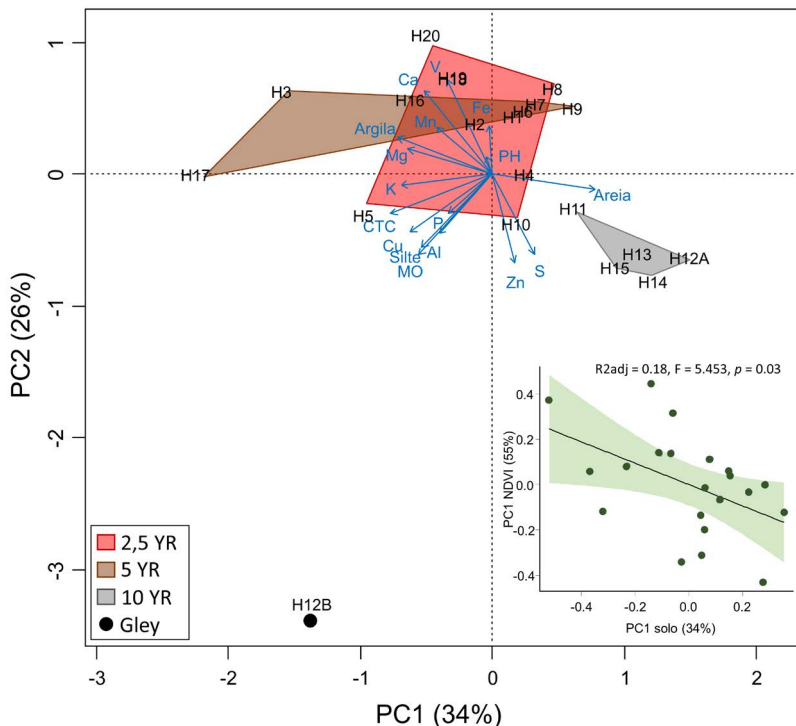 H20
V
H3
Ca
H19
H8
H16
Fe
H7
H9
H6
H1
Mn
H2
Argila
PH
Mg
H17
H4
K
Areia
H5
CTC
P
H10
H11
Cu
Al
Silte
MO
Zn
S
H13
H12A
H15
H14
H12B
1
0
-1
-2
-3
PC2 (26%)
-3
-2
-1
0
1
2
PC1 (34%)
2,5 YR
5 YR
10 YR
Gley
R2adj = 0.18, F = 5.453, p = 0.03
0.4
0.2
0.0
-0.2
-0.4
PC1 NDVI (55%)
-0.4
-0.2
0.0
0.2
PC1 solo (34%)